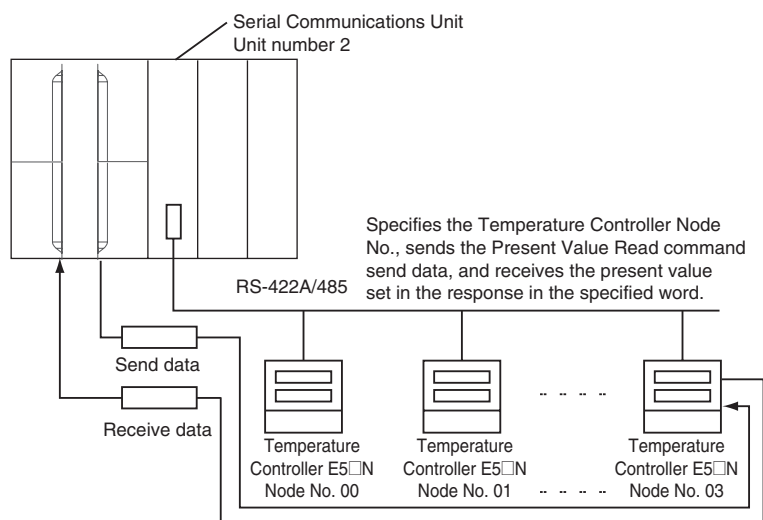 Serial Communications Unit
Unit number 2
Specifies the Temperature Controller Node
No., sends the Present Value Read command
send data, and receives the present value
set in the response in the specified word.
RS-422A/485
Send data
Receive data
Temperature
Controller E5□N
Node No. 00
Temperature
Controller E5□N
Node No. 01
Temperature
Controller E5□N
Node No. 03